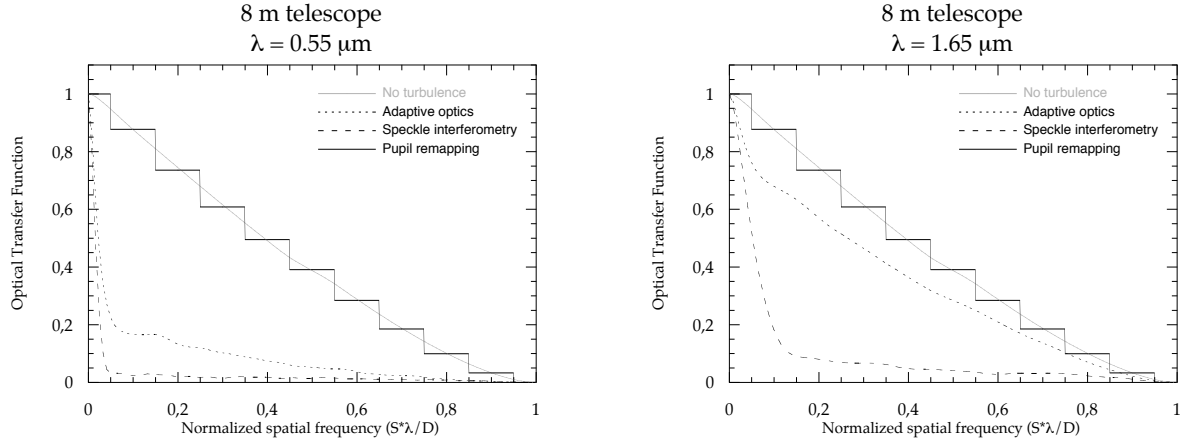 8 m telescope
λ = 0.55 μm
Optical Transfer Function
1
0,8
0,6
0,4
0,2
0
No turbulence
Adaptive optics
Speckle interferometry
Pupil remapping
0 0,2 0,4 0,6 0,8 1
Normalized spatial frequency (S*λ/D)
8 m telescope
λ = 1.65 μm
Optical Transfer Function
1
0,8
0,6
0,4
0,2
0
No turbulence
Adaptive optics
Speckle interferometry
Pupil remapping
0 0,2 0,4 0,6 0,8 1
Normalized spatial frequency (S*λ/D)